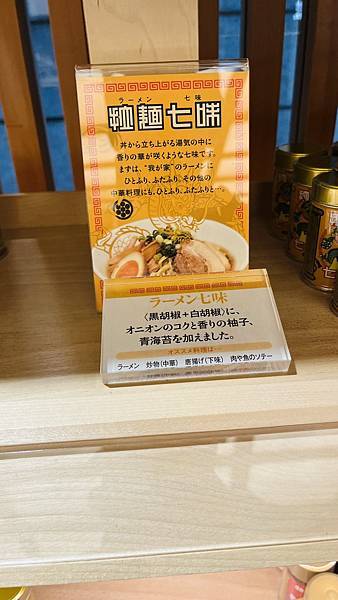 ラーメン 七味
拉麺七味
丼から立ち上がる湯気の中に
香りの華が咲くような七味です。
まずは、“我が家”のラーメンに
ひとふり、ふたふり。その他の
中華料理にも、ひとふり、ふたふりと…。
ラーメン七味
〈黒胡椒+白胡椒〉に、
オニオンのコクと香りの柚子、
青海苔を加えました。
オススメ料理は…
ラーメン 炒物(中華) 唐揚げ(下味) 肉や魚のソテー